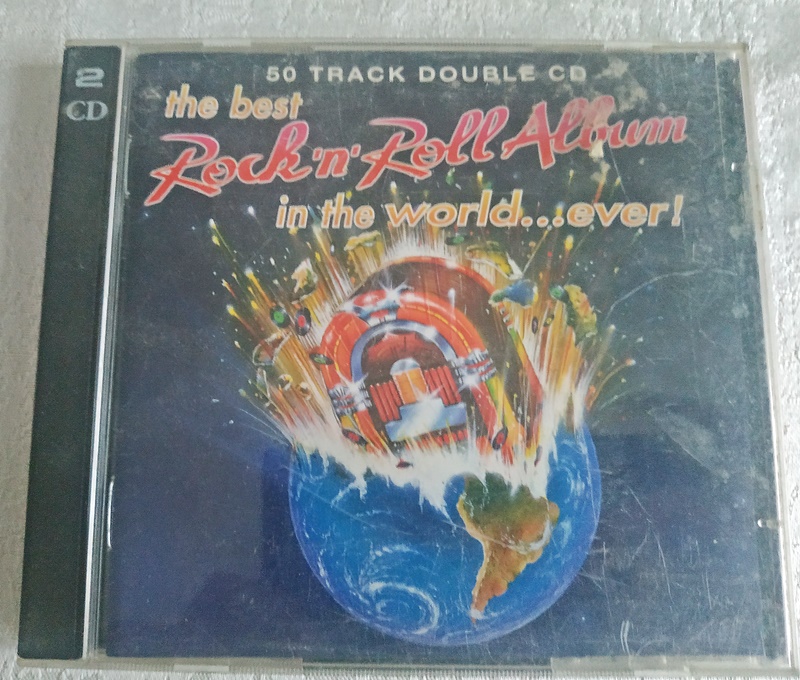 2
CD
50 TRACK DOUBLE CD
the best
Rock 'n' Roll Album
in the world...ever!